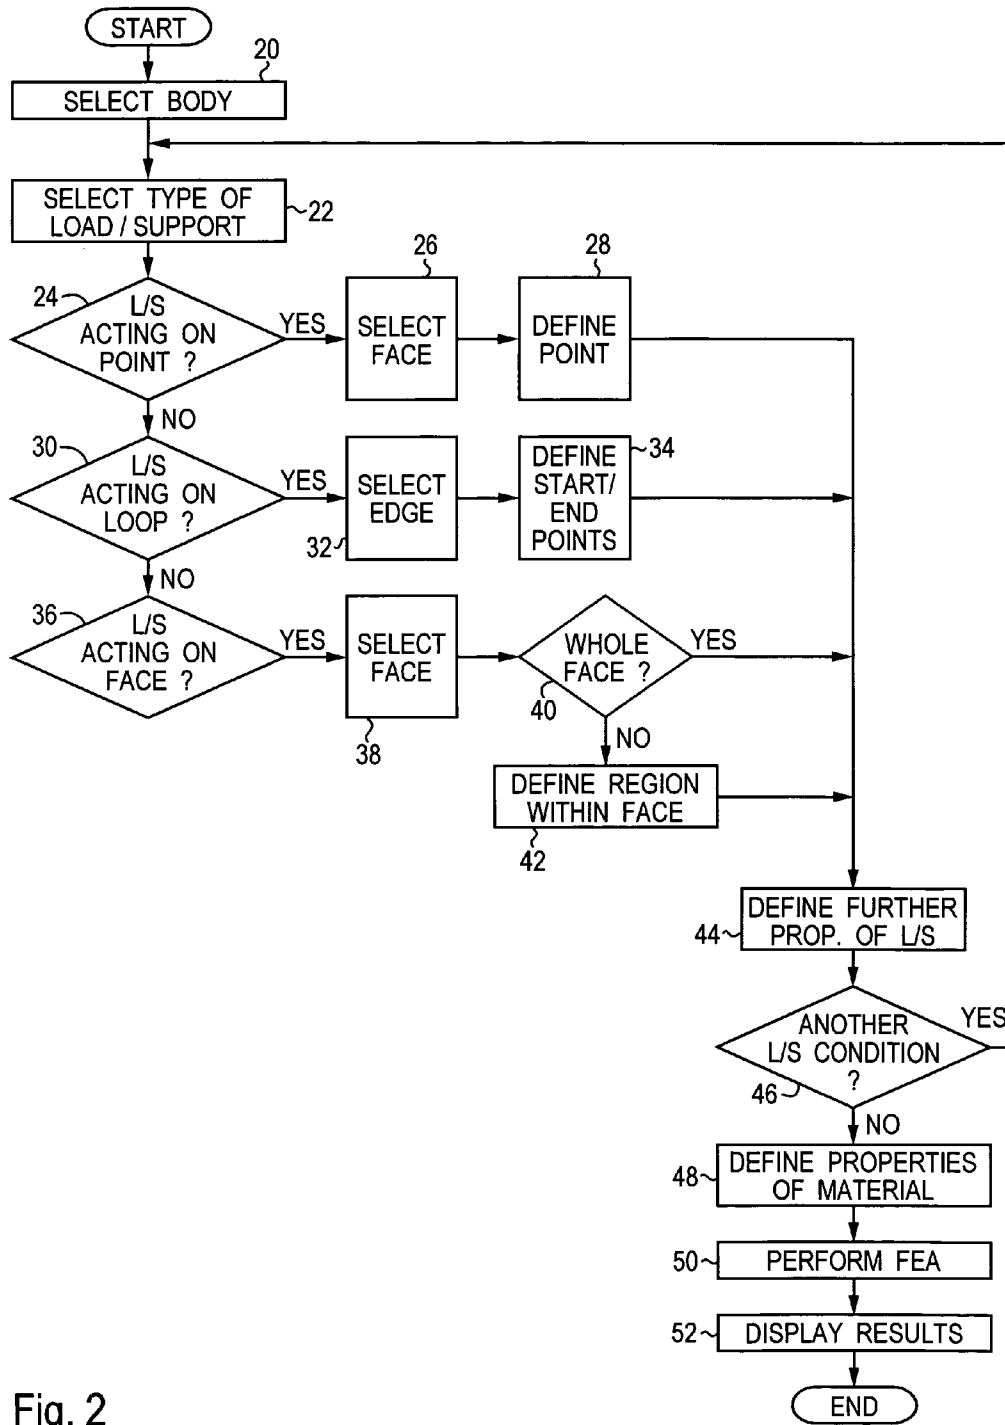 START
20
SELECT BODY
SELECT TYPE OF
LOAD / SUPPORT
22
24
L/S
ACTING ON
POINT ?
YES
26
SELECT
FACE
28
DEFINE
POINT
NO
30
L/S
ACTING ON
LOOP ?
YES
SELECT
EDGE
32
DEFINE
START/
END
POINTS
34
NO
36
L/S
ACTING ON
FACE ?
YES
SELECT
FACE
38
WHOLE
FACE ?
40
YES
NO
DEFINE REGION
WITHIN FACE
42
DEFINE FURTHER
PROP. OF L/S
44
ANOTHER
L/S CONDITION
?
46
YES
NO
DEFINE PROPERTIES
OF MATERIAL
48
50
PERFORM FEA
52
DISPLAY RESULTS
END
Fig. 2